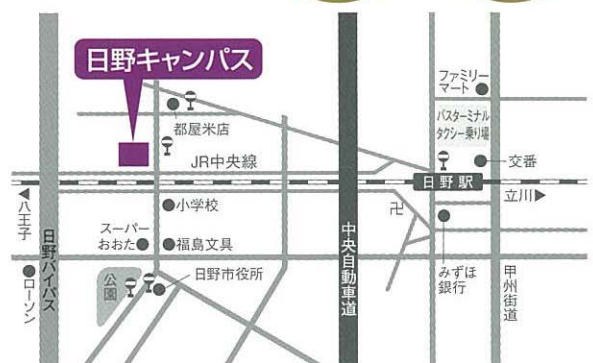 日野キャンパス
ファミリー
マート
バスターミナル
タクシー乗り場
都屋米店
JR中央線
交番
日野駅
八王子
立川
小学校
卍
スーパー
おおた
福島文具
中央自動車道
日野バイパス
みずほ
銀行
甲州街道
公園
日野市役所
ローソン